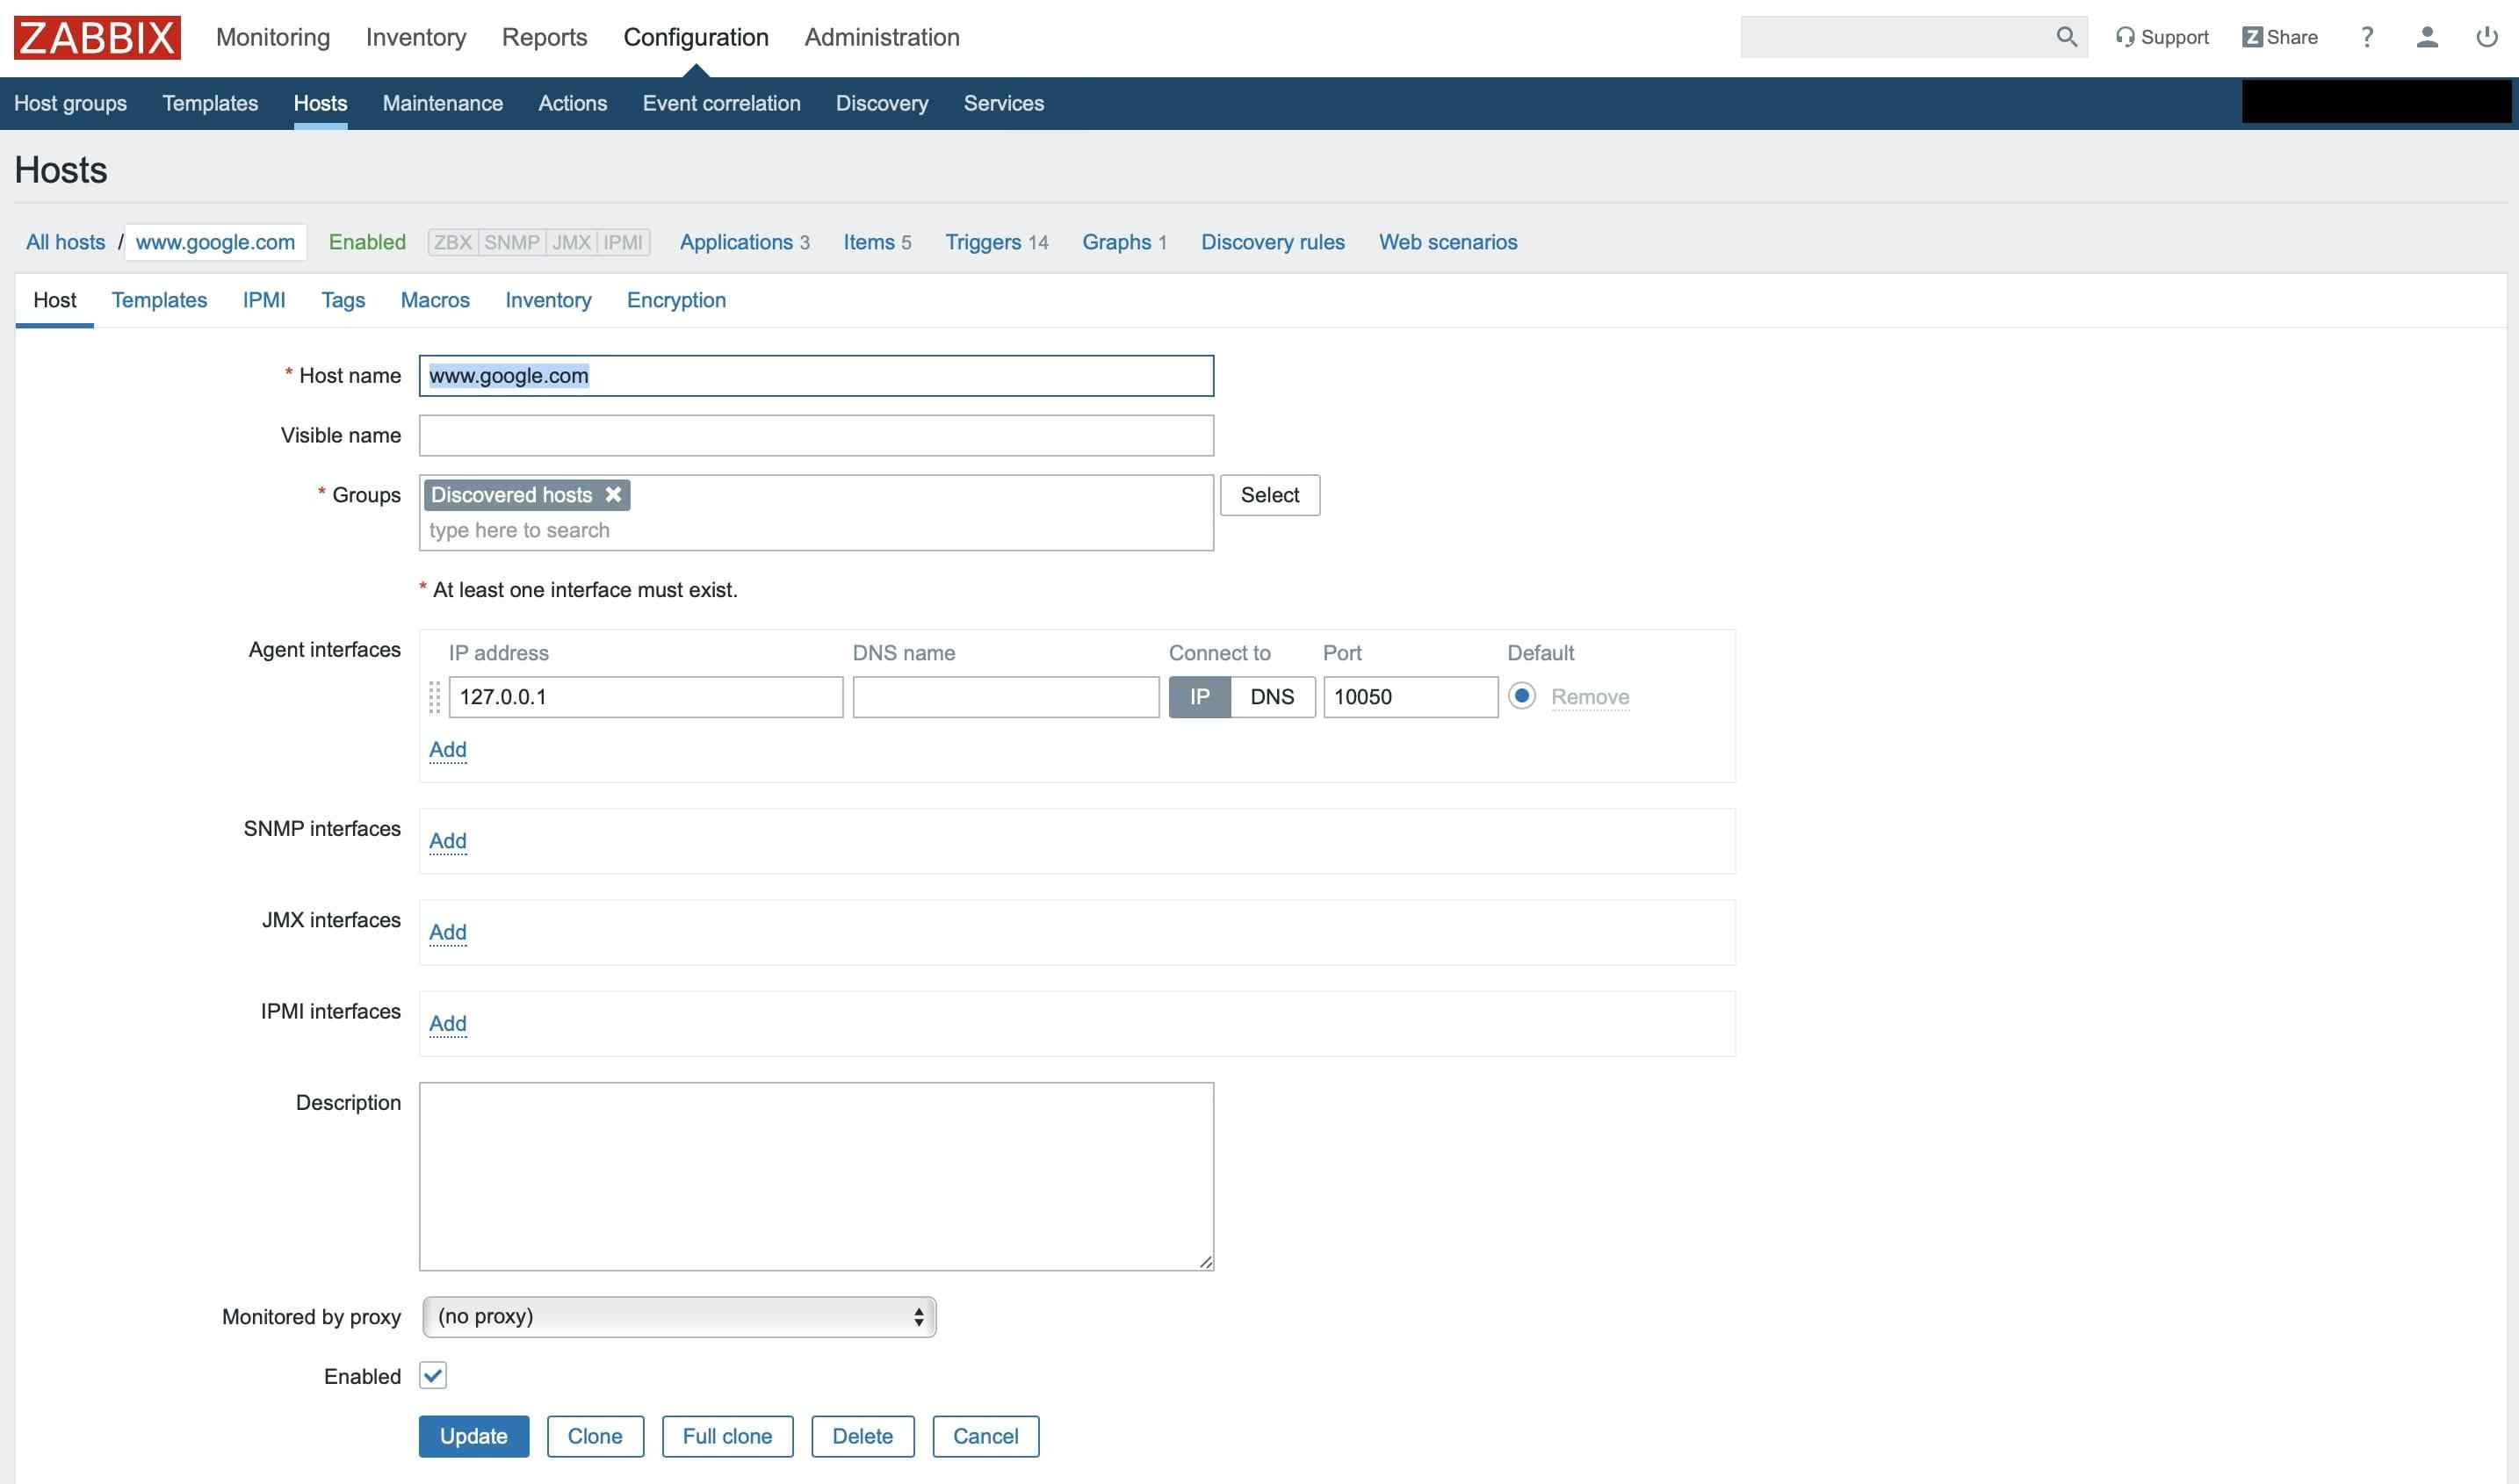 ZABBIX Monitoring Inventory Reports Configuration Administration Support Z Share ?
Host groups Templates Hosts Maintenance Actions Event correlation Discovery Services
Hosts
All hosts / www.google.com Enabled ZBX SNMP JMX IPMI Applications 3 Items 5 Triggers 14 Graphs 1 Discovery rules Web scenarios
Host Templates IPMI Tags Macros Inventory Encryption
* Host name www.google.com
Visible name
* Groups Discovered hosts Select
type here to search
* At least one interface must exist.
Agent interfaces IP address DNS name Connect to Port Default
127.0.0.1 IP DNS 10050 Remove
Add
SNMP interfaces Add
JMX interfaces Add
IPMI interfaces Add
Description
Monitored by proxy (no proxy)
Enabled
Update Clone Full clone Delete Cancel